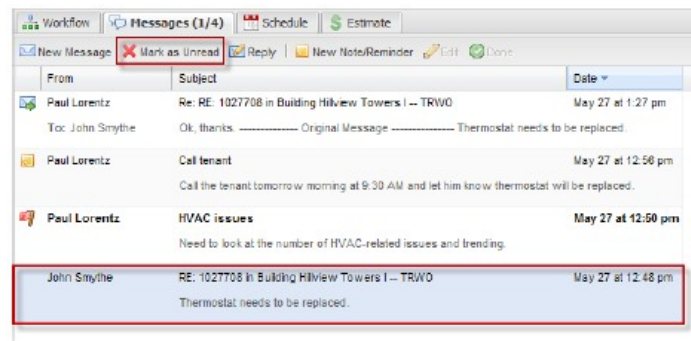 Workflow Messages (1/4) Schedule Estimate
New Message Mark as Unread Reply New Note/Reminder Edit Done
From Subject Date
Paul Lorentz Re: RE: 1027708 in Building Hillview Towers I -- TRWO May 27 at 1:27 pm
To: John Smythe Ok, thanks. -------------- Original Message -------------- Thermostat needs to be replaced.
Paul Lorentz Call tenant May 27 at 12:56 pm
Call the tenant tomorrow morning at 9:30 AM and let him know thermostat will be replaced.
Paul Lorentz HVAC issues May 27 at 12:50 pm
Need to look at the number of HVAC-related issues and trending.
John Smythe RE: 1027708 in Building Hillview Towers I -- TRWO May 27 at 12:48 pm
Thermostat needs to be replaced.